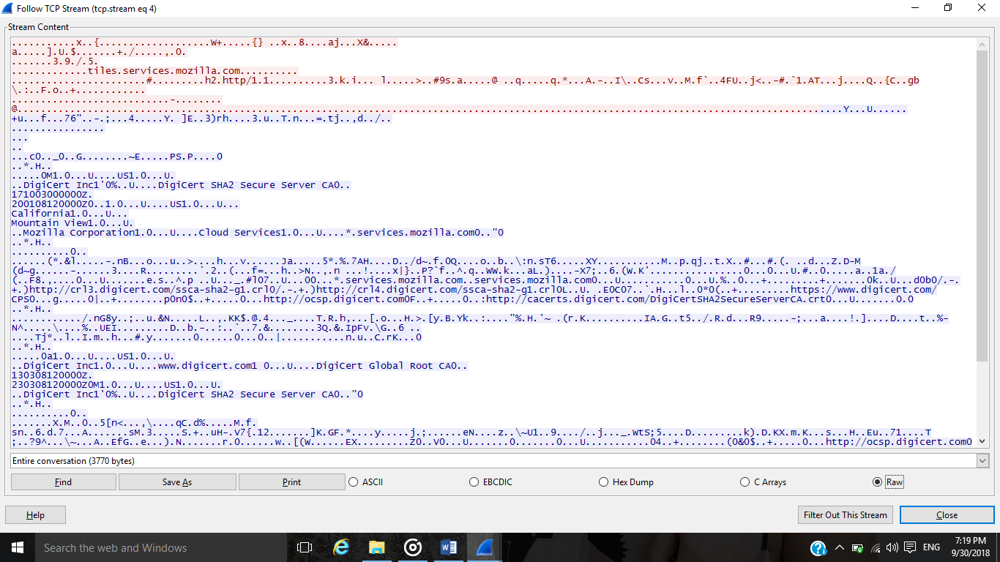 Follow TCP Stream (tcp.stream eq 4)
Stream Content
...........x..{...................W+.....{} ..x..8....aj...X&.....
a.....].U.$.......+./.....,.0.
.......3.9./.5.
.............tiles.services.mozilla.com..........
.......................#.........h2.http/1.1..........3.k.i... l.....>..#9s.a.....@ ..q.....q.*...A.-..I\..Cs...v..M.f`..4FU..j<..-#.`1.AT...j....Q..{C..gb
\.:..F.o..+............
...........................-........
+u...f...76"..-.;...4.....Y. ]E..3)rh....3.u..T.n...=.tj..,d../..
................
...
..
...c0.._0..G........~E.....PS.P....0
..*.H..
.....0M1.0...U....US1.0...U.
..DigiCert Inc1'0%..U....DigiCert SHA2 Secure Server CA0..
171003000000Z.
200108120000Z0..1.0...U....US1.0...U...
California1.0...U...
Mountain View1.0...U.
..Mozilla Corporation1.0...U....Cloud Services1.0...U....*.services.mozilla.com0.."0
..*.H..
..........0..
......(*.&l.....-.nB...o...u..>....h...v......Ja.....5*.%.7AH....D../d~.f.0Q....o..b..\:n.sT6.....XY...........M..p.qj..t.X..#...#.(. ..d...Z.D-M
(d~g......-......3....R.........`.2..(...f=...h..>N..,.n ...!....x|}..P?`f..^.q..WW.k...aL.)....-X7;..6.(W.K'....................0...0...U.#..0.....a..1a./
(..F8.,....0...U.......e.s..^.p ..U..._.#l07..U...00...*.services.mozilla.com..services.mozilla.com0...U...........0...U.%..0...+.........+.......0k..U...d0b0/.-.
+.)http://crl3.digicert.com/ssca-sha2-g1.crl0/.-.+.)http://crl4.digicert.com/ssca-sha2-g1.crl0L..U. .E0C07..`.H...l..0*0(..+.........https://www.digicert.com/
CPS0...g.....0|..+........p0n0$..+.....0...http://ocsp.digicert.com0F..+.....0..:http://cacerts.digicert.com/DigiCertSHA2SecureServerCA.crt0...U.......0.0
..*.H..
............/.nG8y..;..u.&N.....L..,.KK$.@.4..._....T.R.h,...[.o...H.>.[y.B.Yk..:...."%.H.'~ .(r.K..........IA.G..t5../.R.d...R9.....-;...a....!.]....D....t..%-
N^.....\....%..UEI.........D..b.-..:..`..7.&........3Q.&.IpFv.\G..6 ..
....Tj*..l..I.m..h...#.y.......0......0...0..|...........n.u..C.rK...0
..*.H..
.....0a1.0...U....US1.0...U.
..DigiCert Inc1.0...U....www.digicert.com1 0...U....DigiCert Global Root CA0..
130308120000Z.
230308120000Z0M1.0...U....US1.0...U.
..DigiCert Inc1'0%..U....DigiCert SHA2 Secure Server CA0.."0
..*.H..
..........0..
.......X.M..0..5[n<...,\....qC.d%.....M.f.
sn..6.d.7...A.......sM.3.....S.+..uH-.V7{.12.......]K.GF.*....y.....j.;......eN....z..\~U1..9..../..j..._.WtS;5....D.........k).D.KX.m.K...s...H..Eu..71....T
;..?9^...\~...A..EfG..e...).N.......r.0......w..[(W......EX.........Z0..V0...U.......0.......0...U...........04..+........(0&0$..+.....0...http://ocsp.digicert.com0
Entire conversation (3770 bytes)
Find Save As Print ASCII EBCDIC Hex Dump C Arrays Raw
Help Filter Out This Stream Close
Search the web and Windows
ENG
7:19 PM
9/30/2018